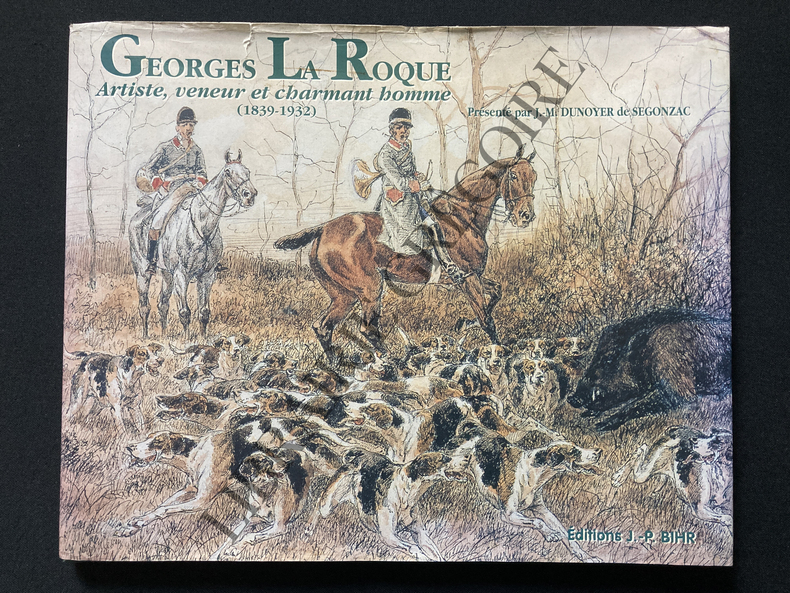 GEORGES LA ROQUE
Artiste, veneur et charmant homme
(1839-1932)
Présenté par J.-M. DUNOYER de SEGONZAC
Editions J.-P. BIHR